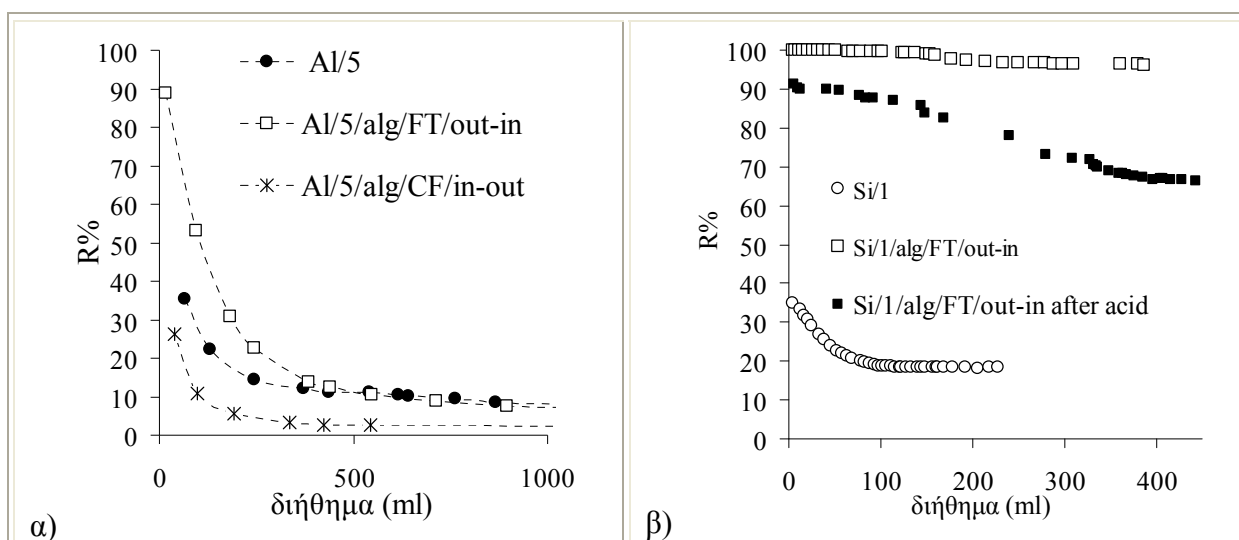 100
90
80
70
60
50
40
30
20
10
0
R%
Al/5
Al/5/alg/FT/out-in
Al/5/alg/CF/in-out
0 500 1000
διήθημα (ml)
α)
100
90
80
70
60
50
40
30
20
10
0
R%
Si/1
Si/1/alg/FT/out-in
Si/1/alg/FT/out-in after acid
0 100 200 300 400
διήθημα (ml)
β)